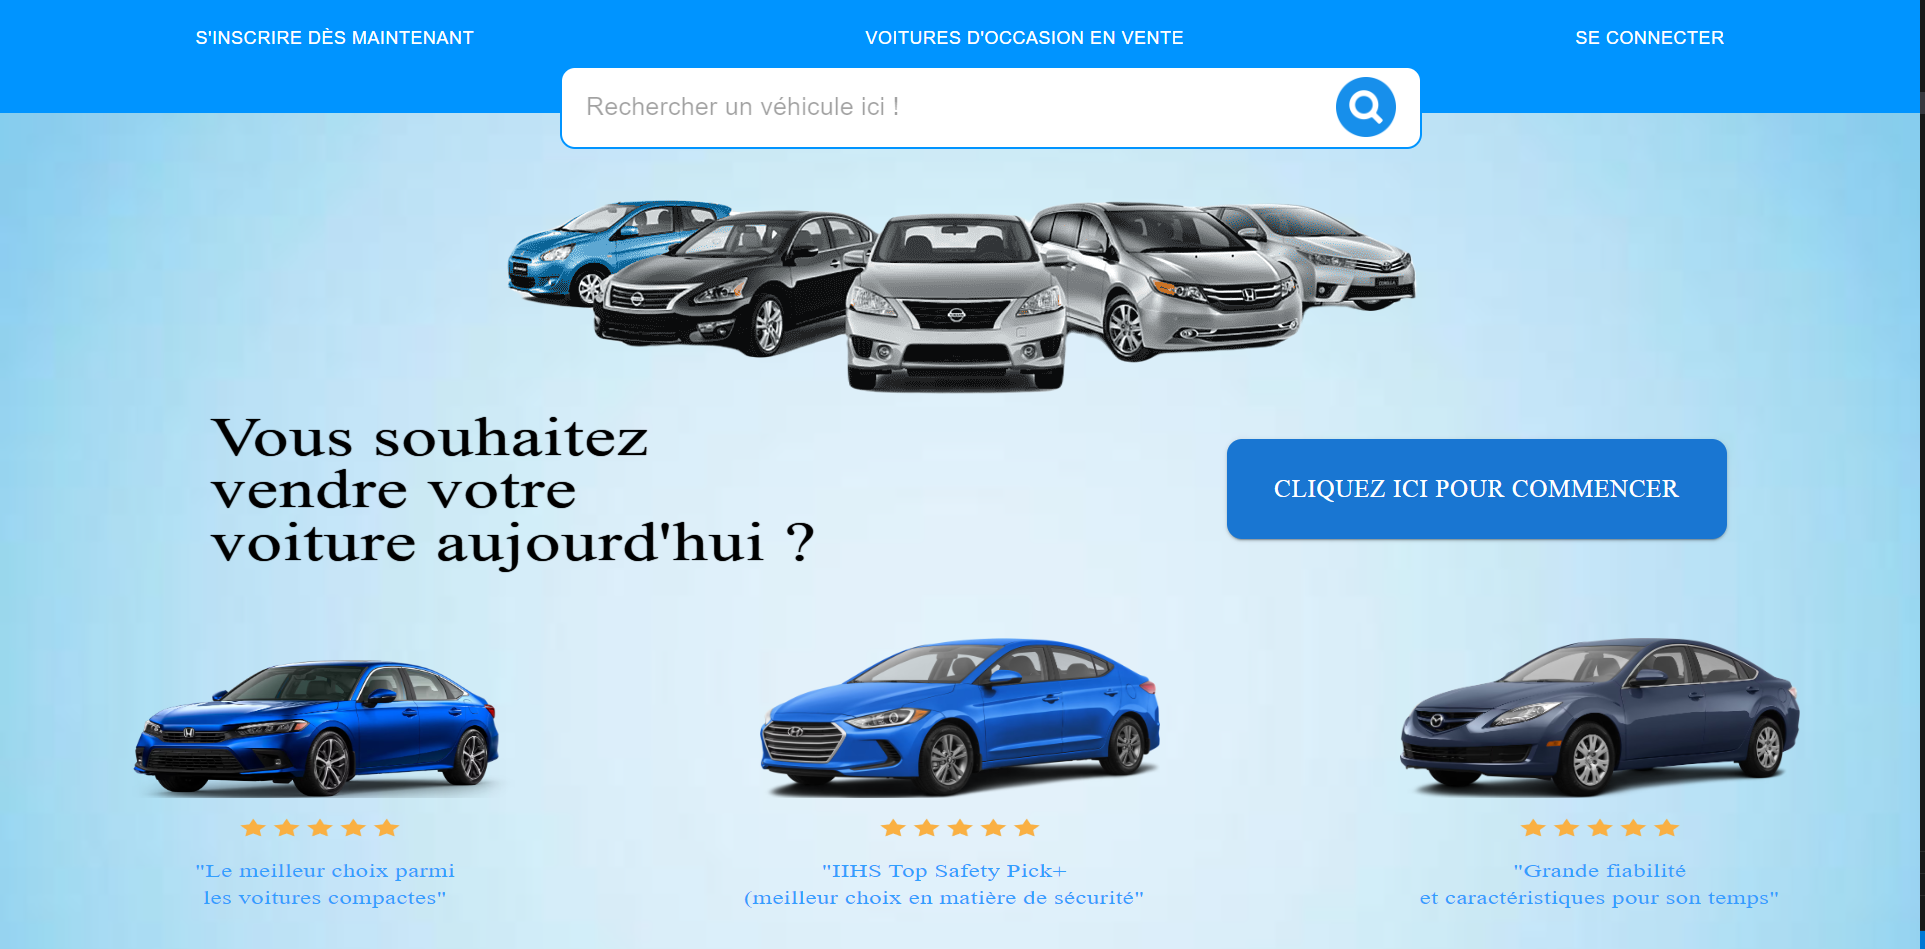 S'INSCRIRE DÈS MAINTENANT
VOITURES D'OCCASION EN VENTE
SE CONNECTER
Rechercher un véhicule ici !
Vous souhaitez
vendre votre
voiture aujourd'hui ?
CLIQUEZ ICI POUR COMMENCER
"Le meilleur choix parmi
les voitures compactes"
"IIHS Top Safety Pick+
(meilleur choix en matière de sécurité"
"Grande fiabilité
et caractéristiques pour son temps"